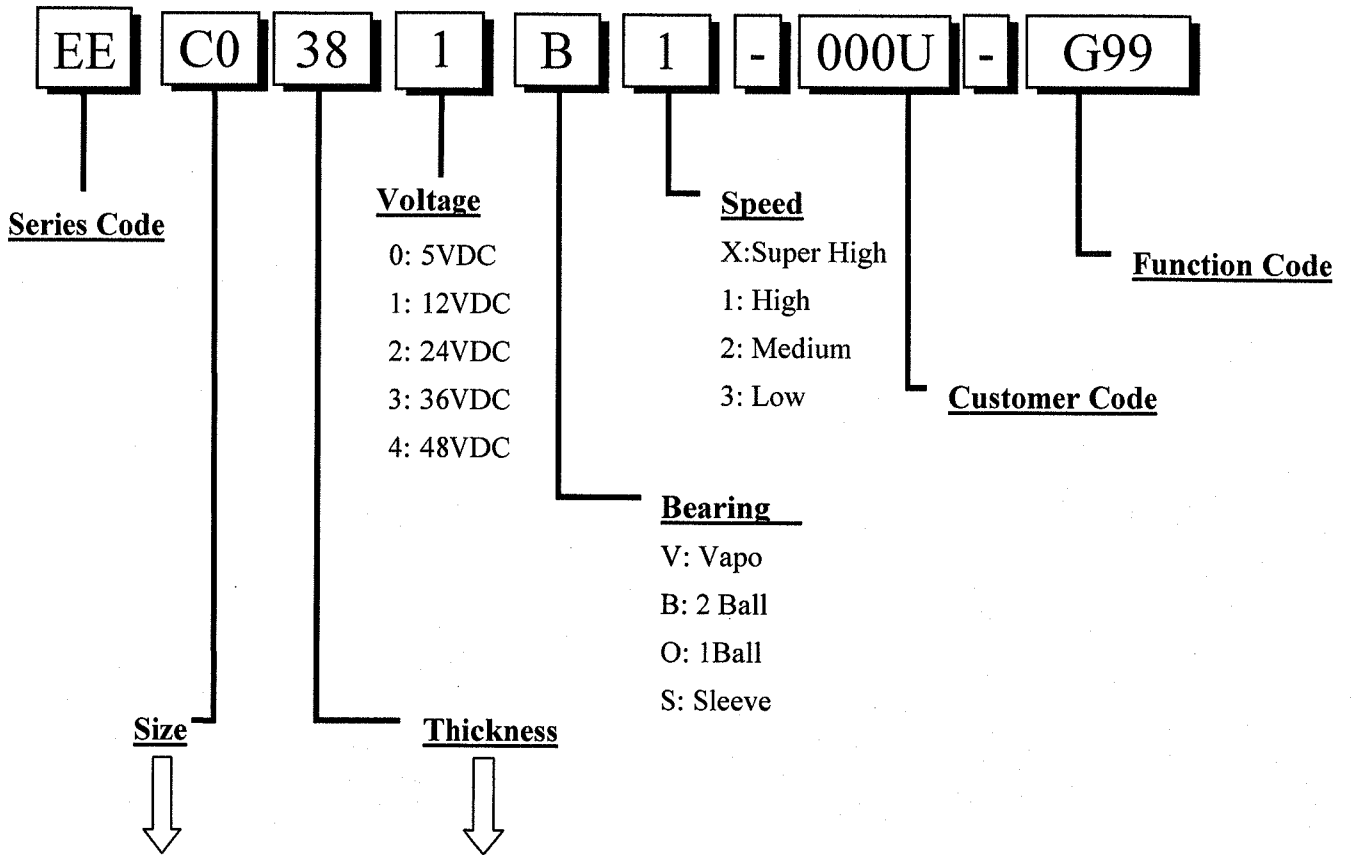 EE C0 38 1 B 1 - 000U - G99
Series Code
Voltage
0: 5VDC
1: 12VDC
2: 24VDC
3: 36VDC
4: 48VDC
Speed
X:Super High
1: High
2: Medium
3: Low
Function Code
Customer Code
Bearing
V: Vapo
B: 2 Ball
O: 1Ball
S: Sleeve
Size
Thickness